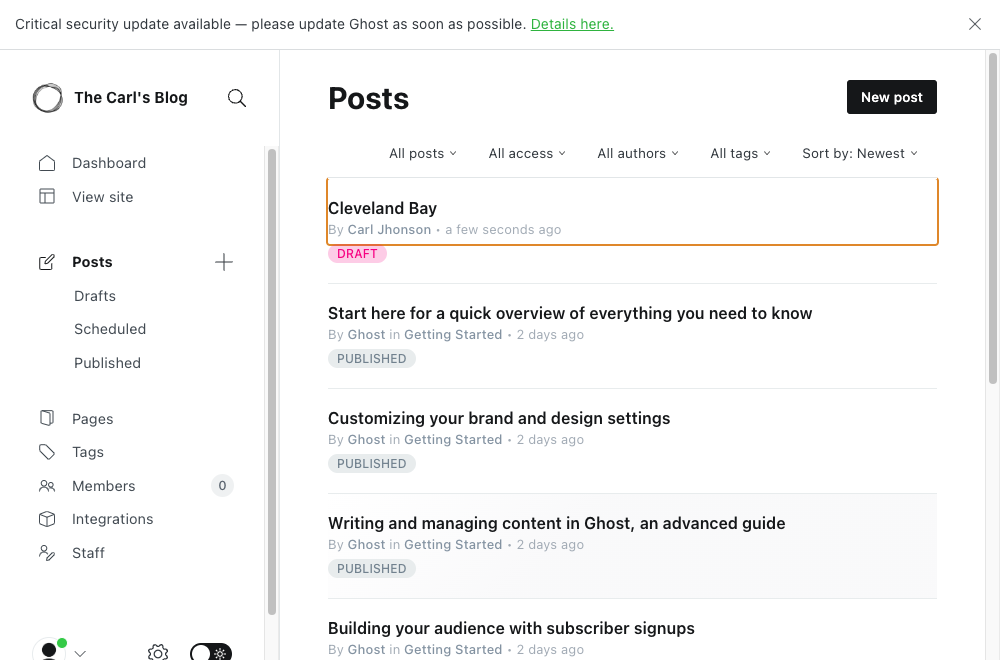 Critical security update available — please update Ghost as soon as possible. Details here.
The Carl's Blog
Dashboard
View site
Posts
Drafts
Scheduled
Published
Pages
Tags
Members 0
Integrations
Staff
Posts
New post
All posts All access All authors All tags Sort by: Newest
Cleveland Bay
By Carl Jhonson • a few seconds ago
DRAFT
Start here for a quick overview of everything you need to know
By Ghost in Getting Started • 2 days ago
PUBLISHED
Customizing your brand and design settings
By Ghost in Getting Started • 2 days ago
PUBLISHED
Writing and managing content in Ghost, an advanced guide
By Ghost in Getting Started • 2 days ago
PUBLISHED
Building your audience with subscriber signups
By Ghost in Getting Started • 2 days ago